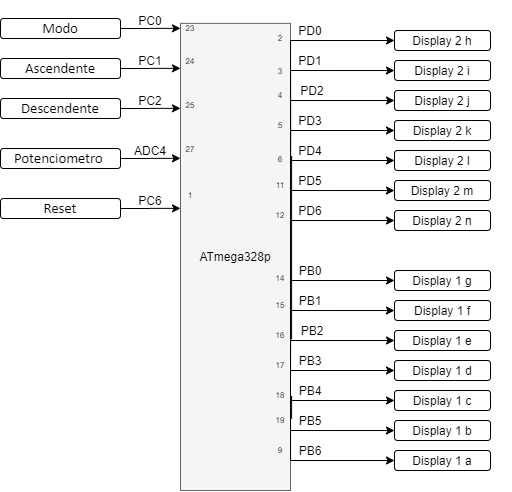 Modo PC0 23 2 PD0 Display 2 h
Ascendente PC1 24 3 PD1 Display 2 i
Descendente PC2 25 4 PD2 Display 2 j
5 PD3 Display 2 k
Potenciometro ADC4 27 6 PD4 Display 2 l
11 PD5 Display 2 m
Reset PC6 1 12 PD6 Display 2 n
ATmega328p
14 PB0 Display 1 g
15 PB1 Display 1 f
16 PB2 Display 1 e
17 PB3 Display 1 d
18 PB4 Display 1 c
19 PB5 Display 1 b
9 PB6 Display 1 a